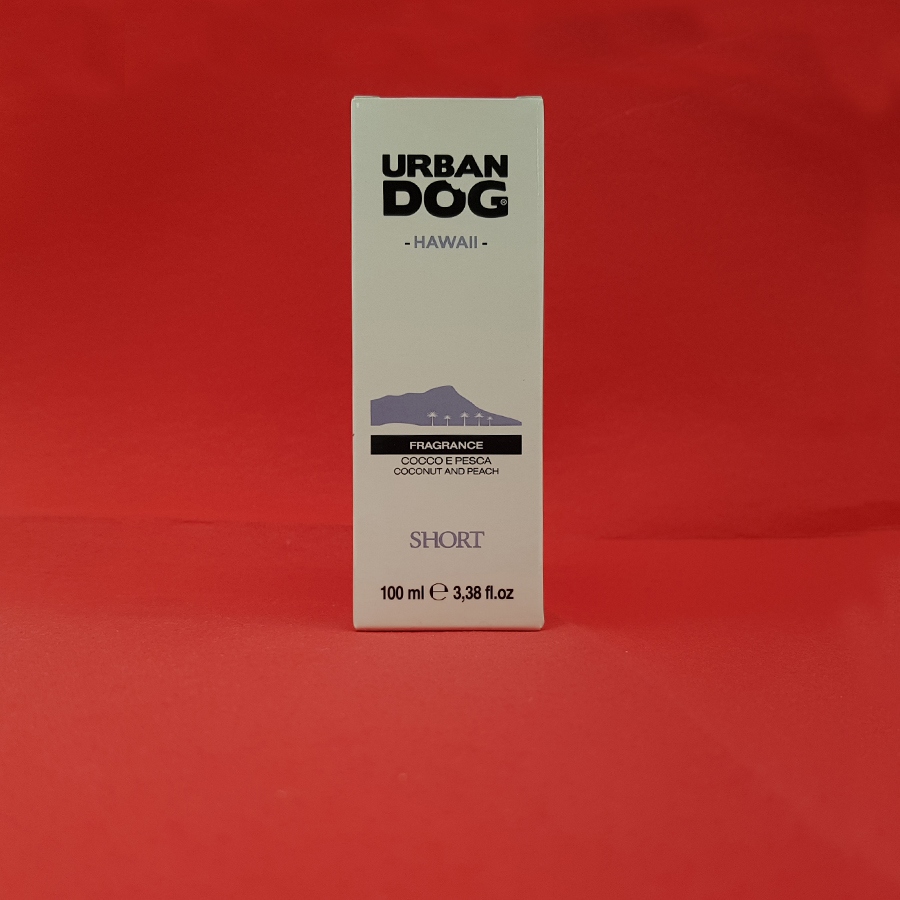 URBAN
DOG®
- HAWAII -
FRAGRANCE
COCCO E PESCA
COCONUT AND PEACH
SHORT
100 ml ℮ 3,38 fl.oz